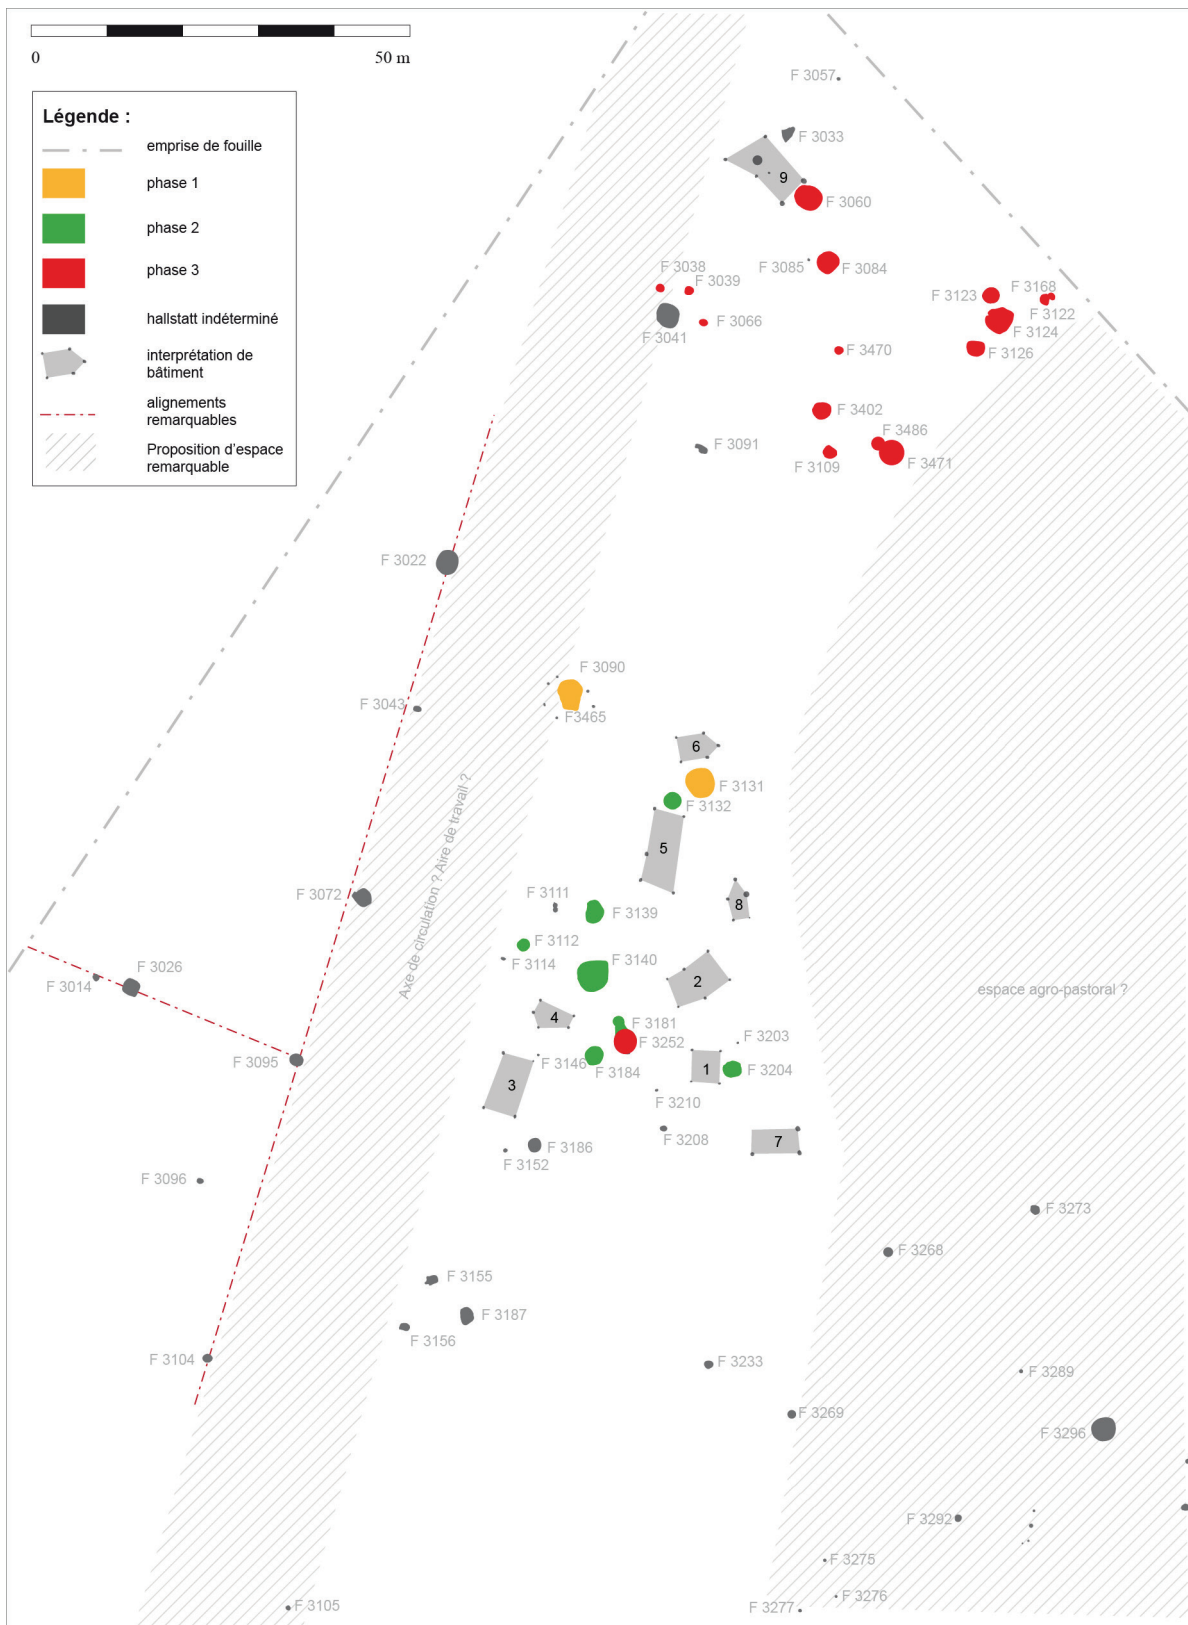 0
50 m
Légende :
emprise de fouille
phase 1
phase 2
phase 3
hallstatt indéterminé
interprétation de
bâtiment
alignements
remarquables
Proposition d'espace
remarquable
F 3057
F 3033
9
F 3060
F 3085
F 3084
F 3038
F 3039
F 3041
F 3066
F 3123
F 3168
F 3122
F 3124
F 3126
F 3470
F 3402
F 3091
F 3109
F 3486
F 3471
F 3022
F 3090
F 3043
F3465
6
F 3131
F 3132
5
Axe de circulation ? Aire de travail ?
F 3072
F 3111
F 3139
8
F 3112
F 3114
F 3140
2
F 3026
F 3014
espace agro-pastoral ?
4
F 3181
F 3252
F 3203
F 3095
F 3146
F 3184
1
F 3204
3
F 3210
F 3208
7
F 3186
F 3152
F 3096
F 3273
F 3268
F 3155
F 3187
F 3156
F 3104
F 3233
F 3289
F 3269
F 3296
F 3292
F 3275
F 3276
F 3277
F 3105